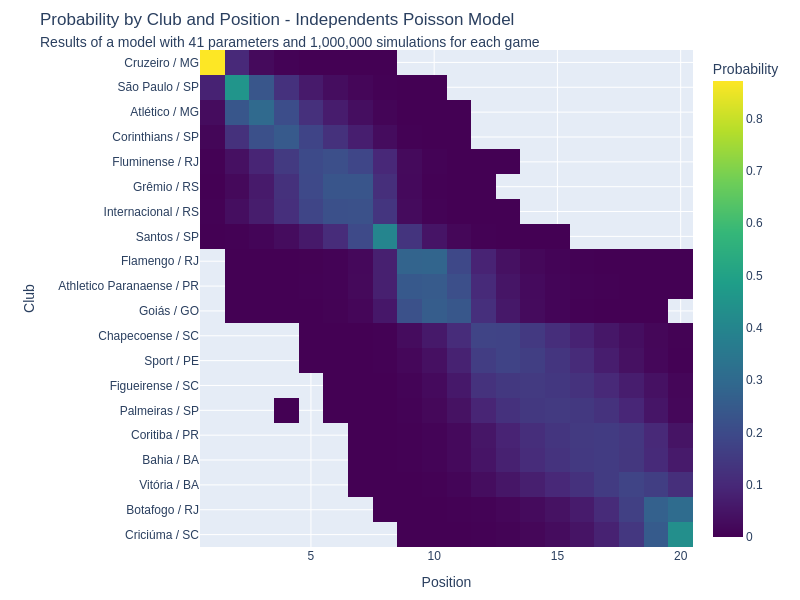 Probability by Club and Position - Independents Poisson Model
Results of a model with 41 parameters and 1,000,000 simulations for each game
Probability
Cruzeiro / MG
São Paulo / SP
Atlético / MG
Corinthians / SP
Fluminense / RJ
Grêmio / RS
Internacional / RS
Santos / SP
Flamengo / RJ
Athletico Paranaense / PR
Goiás / GO
Chapecoense / SC
Sport / PE
Figueirense / SC
Palmeiras / SP
Coritiba / PR
Bahia / BA
Vitória / BA
Botafogo / RJ
Criciúma / SC
Club
5
10
15
20
Position
0.8
0.7
0.6
0.5
0.4
0.3
0.2
0.1
0